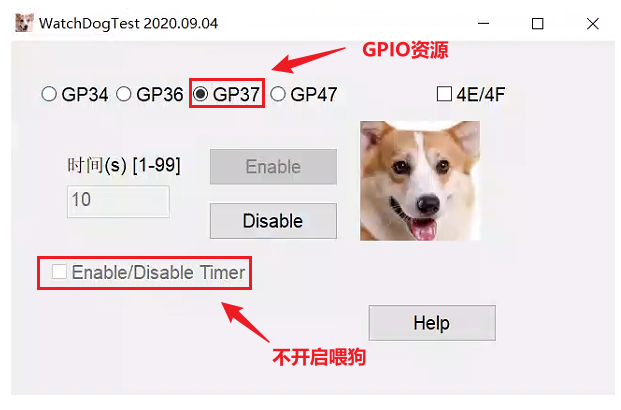 WatchDogTest 2020.09.04
GPIO资源
GP34 GP36 GP37 GP47 4E/4F
时间(s) [1-99] Enable
10
Disable
Enable/Disable Timer
Help
不开启喂狗